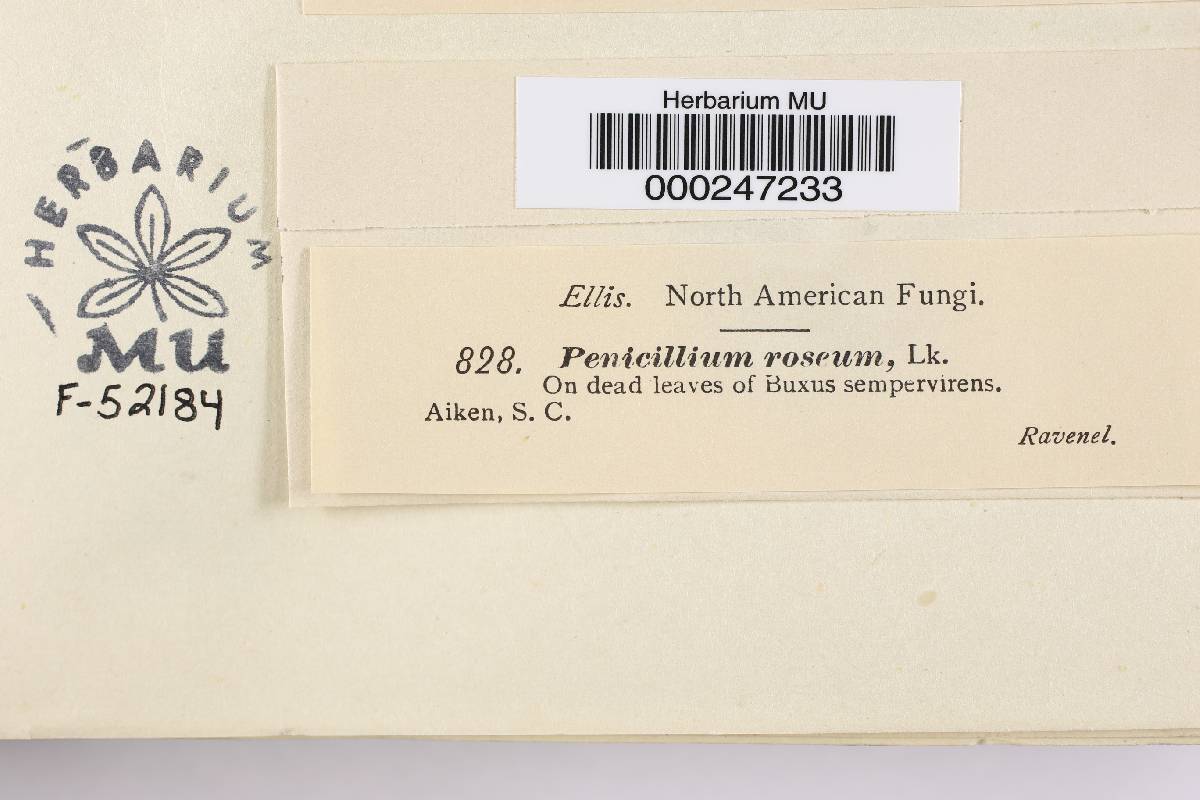 Herbarium MU
000247233
HERBARIUM
MU
F-52184
Ellis. North American Fungi.
828. Penicillium roseum, Lk.
On dead leaves of Buxus sempervirens.
Aiken, S. C.
Ravenel.